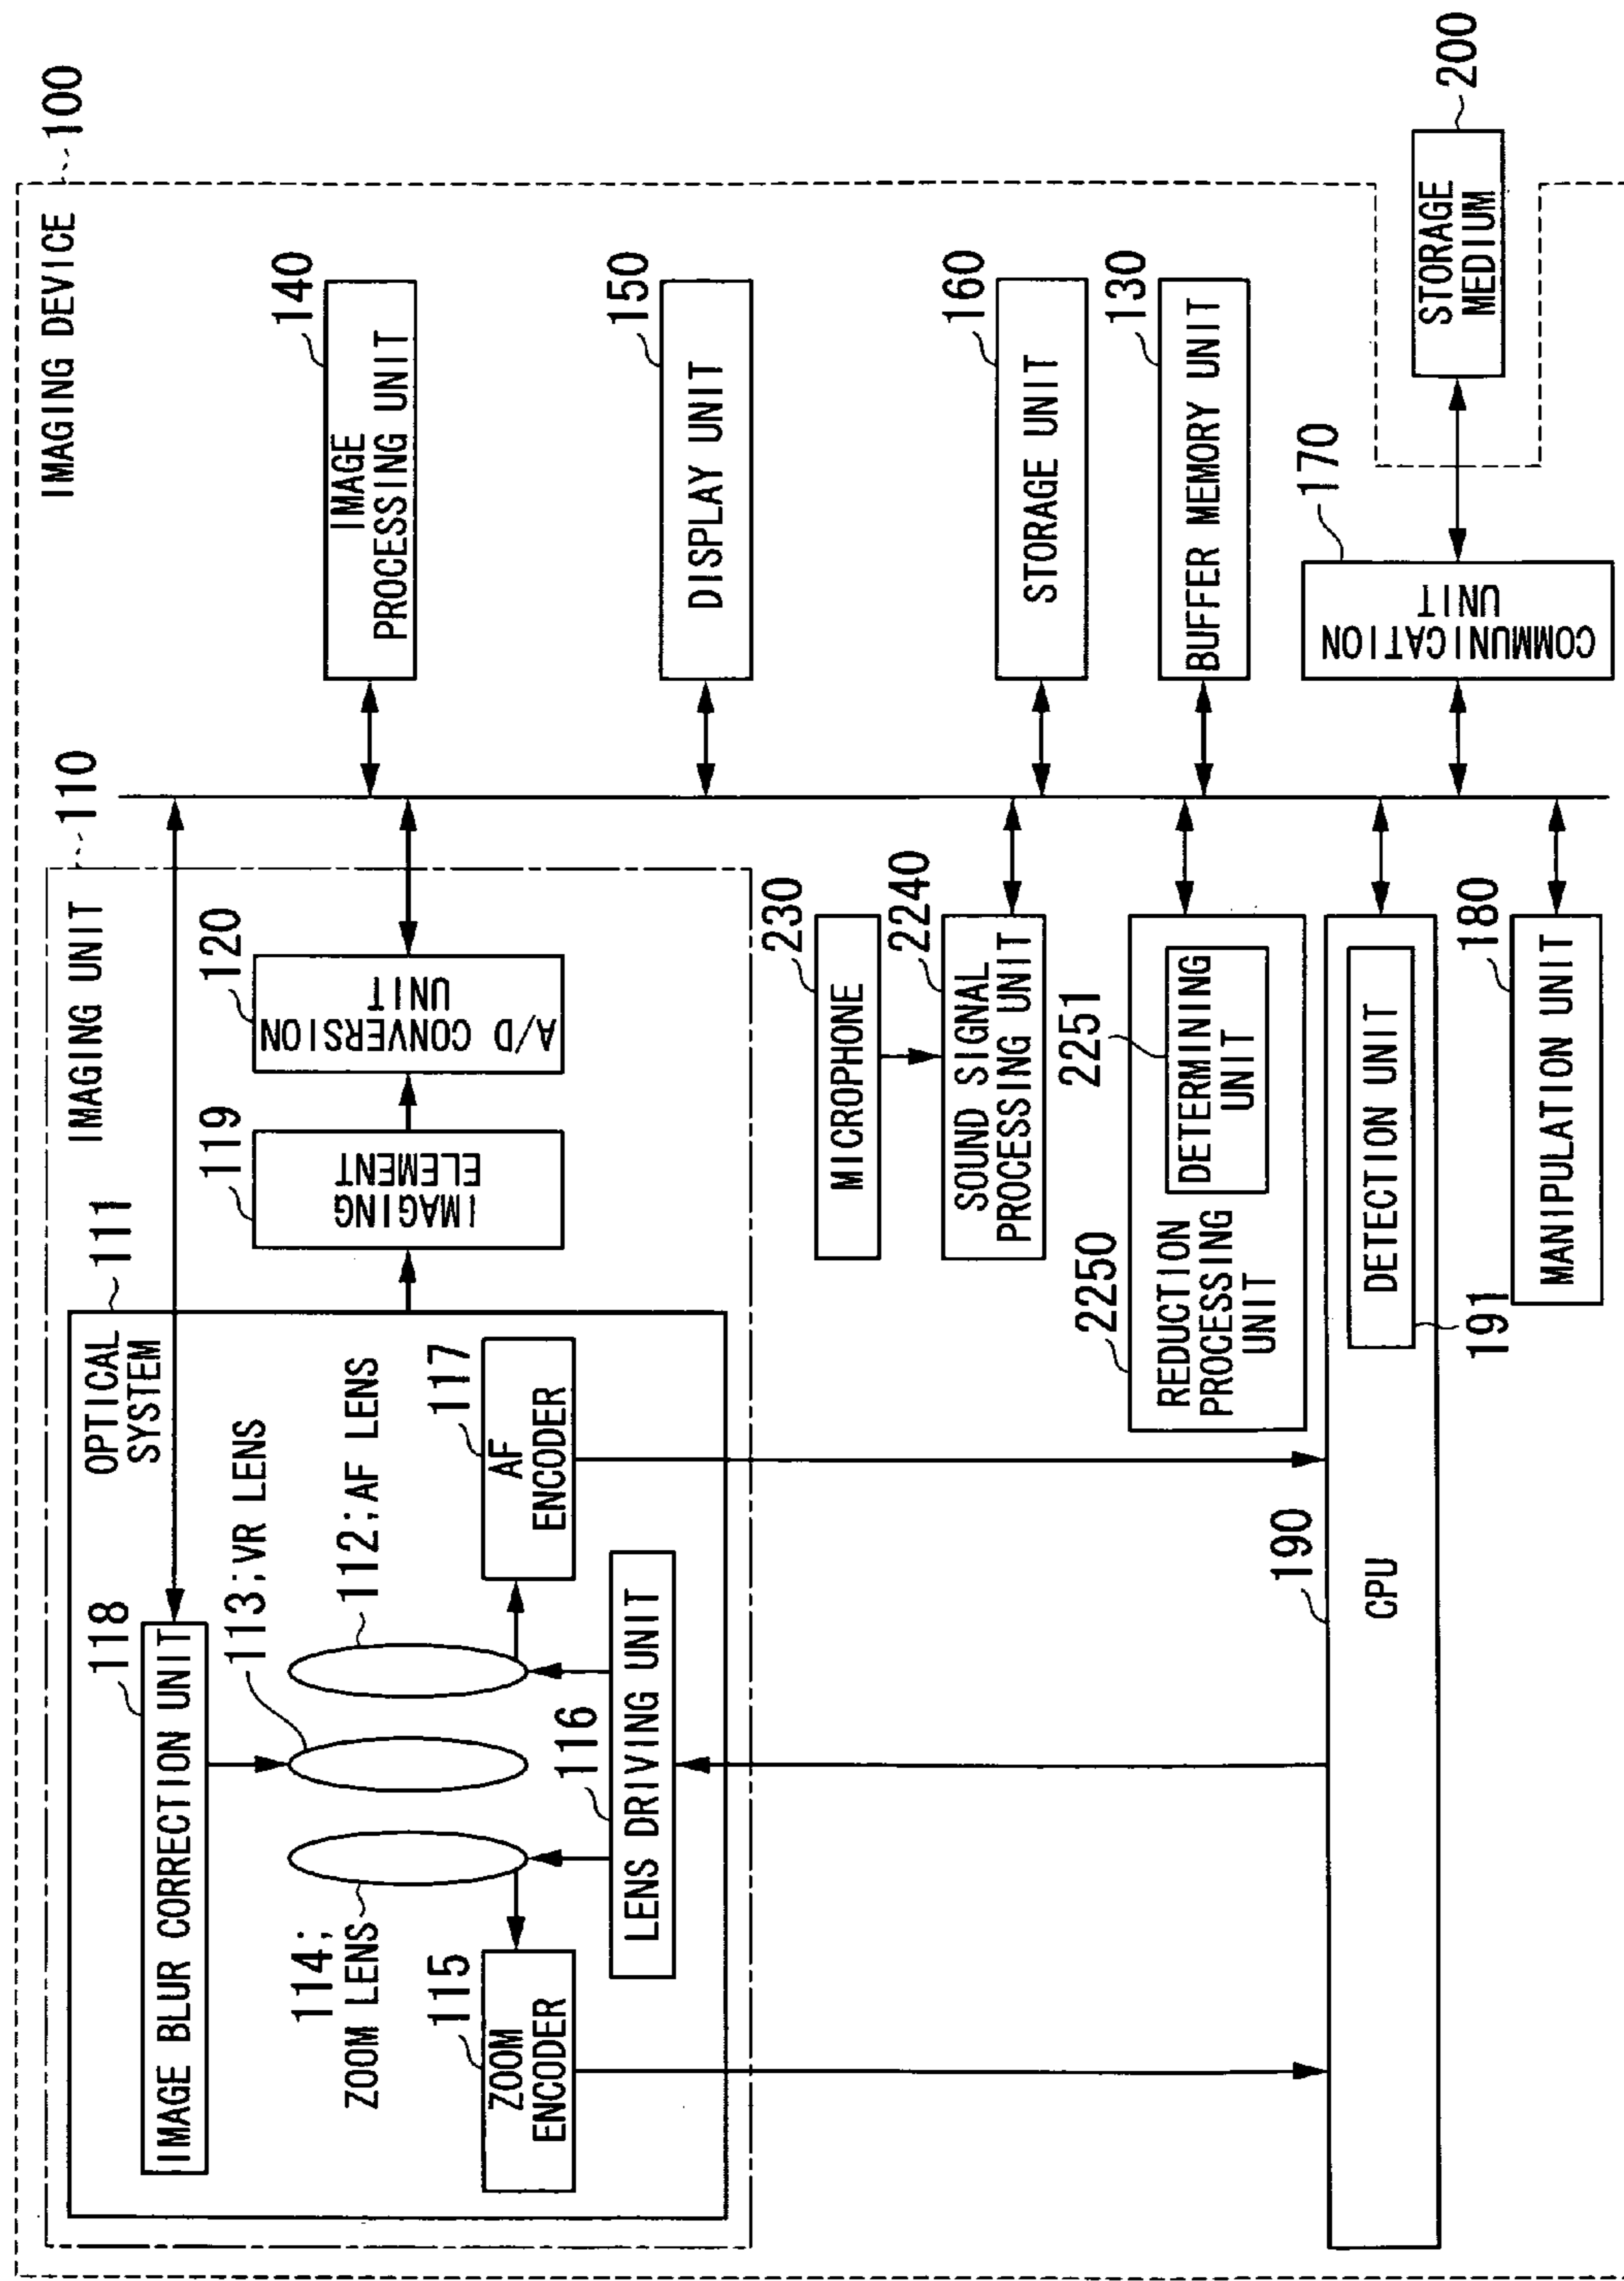 100
IMAGING DEVICE
110
IMAGING UNIT
111
OPTICAL
SYSTEM
118
IMAGE BLUR CORRECTION UNIT
113;VR LENS
112;AF LENS
114;
ZOOM LENS
117
AF
ENCODER
115
ZOOM
ENCODER
116
LENS DRIVING UNIT
119
IMAGING
ELEMENT
120
A/D CONVERSION
UNIT
140
IMAGE
PROCESSING UNIT
150
DISPLAY UNIT
160
STORAGE UNIT
130
BUFFER MEMORY UNIT
170
COMMUNICATION
UNIT
200
STORAGE
MEDIUM
230
MICROPHONE
2240
SOUND SIGNAL
PROCESSING UNIT
2250
REDUCTION
PROCESSING
UNIT
2251
DETERMINING
UNIT
190
CPU
DETECTION UNIT
191
180
MANIPULATION UNIT